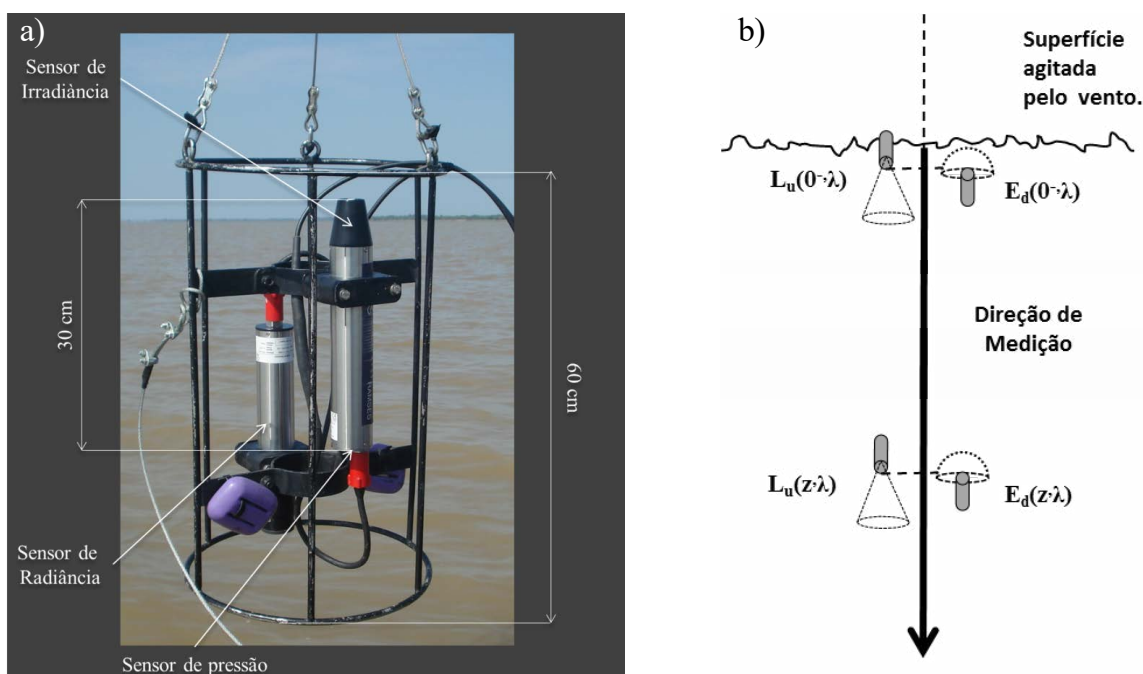 a)
Sensor de
Irradiància
30 cm
60 cm
Sensor de
Radiância
Sensor de pressão
b)
Superfície
agitada
pelo vento.
Lu(0-,λ)
Ed(0-,λ)
Direção de
Medição
Lu(z,λ)
Ed(z,λ)